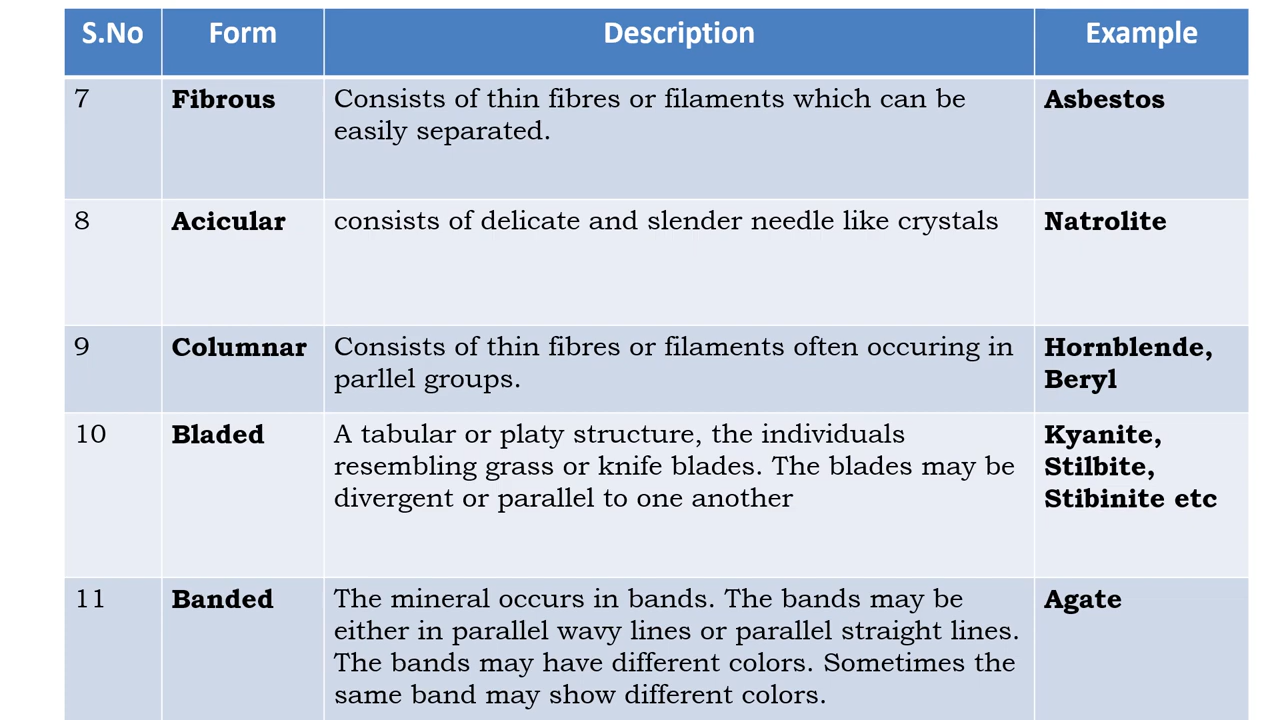 S.No Form Description Example
7 Fibrous Consists of thin fibres or filaments which can be Asbestos
easily separated.
8 Acicular consists of delicate and slender needle like crystals Natrolite
9 Columnar Consists of thin fibres or filaments often occuring in Hornblende,
parllel groups. Beryl
10 Bladed A tabular or platy structure, the individuals Kyanite,
resembling grass or knife blades. The blades may be Stilbite,
divergent or parallel to one another Stibinite etc
11 Banded The mineral occurs in bands. The bands may be Agate
either in parallel wavy lines or parallel straight lines.
The bands may have different colors. Sometimes the
same band may show different colors.